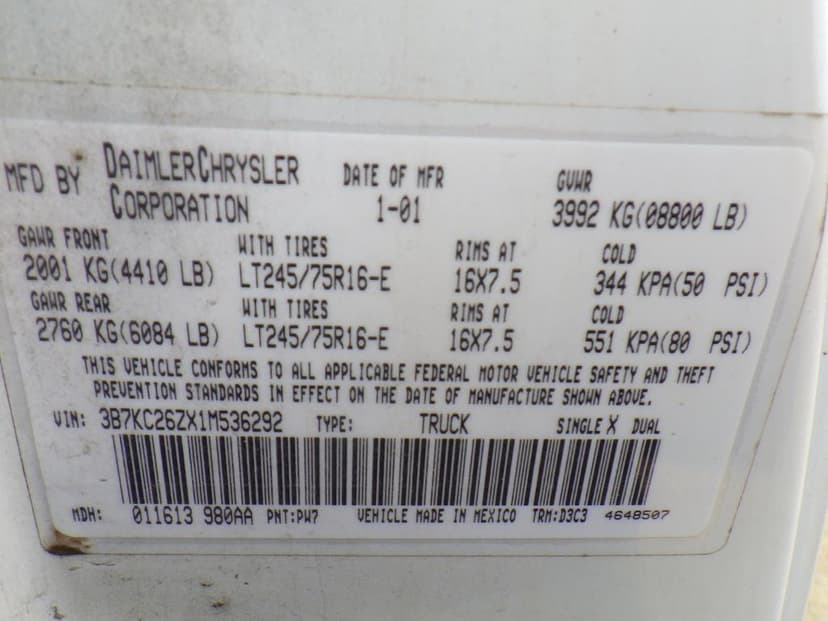 MFD BY DAIMLERCHRYSLER CORPORATION DATE OF MFR 1-01 GVWR 3992 KG(08800 LB)
GAWR FRONT WITH TIRES RIMS AT COLD
2001 KG(4410 LB) LT245/75R16-E 16X7.5 344 KPA(50 PSI)
GAWR REAR WITH TIRES RIMS AT COLD
2760 KG(6084 LB) LT245/75R16-E 16X7.5 551 KPA(80 PSI)
THIS VEHICLE CONFORMS TO ALL APPLICABLE FEDERAL MOTOR VEHICLE SAFETY AND THEFT
PREVENTION STANDARDS IN EFFECT ON THE DATE OF MANUFACTURE SHOWN ABOVE.
VIN: 3B7KC26ZX1M536292 TYPE: TRUCK SINGLE X DUAL
MDH: 011613 980AA PNT:PW7 VEHICLE MADE IN MEXICO TRM:D3C3 4648507